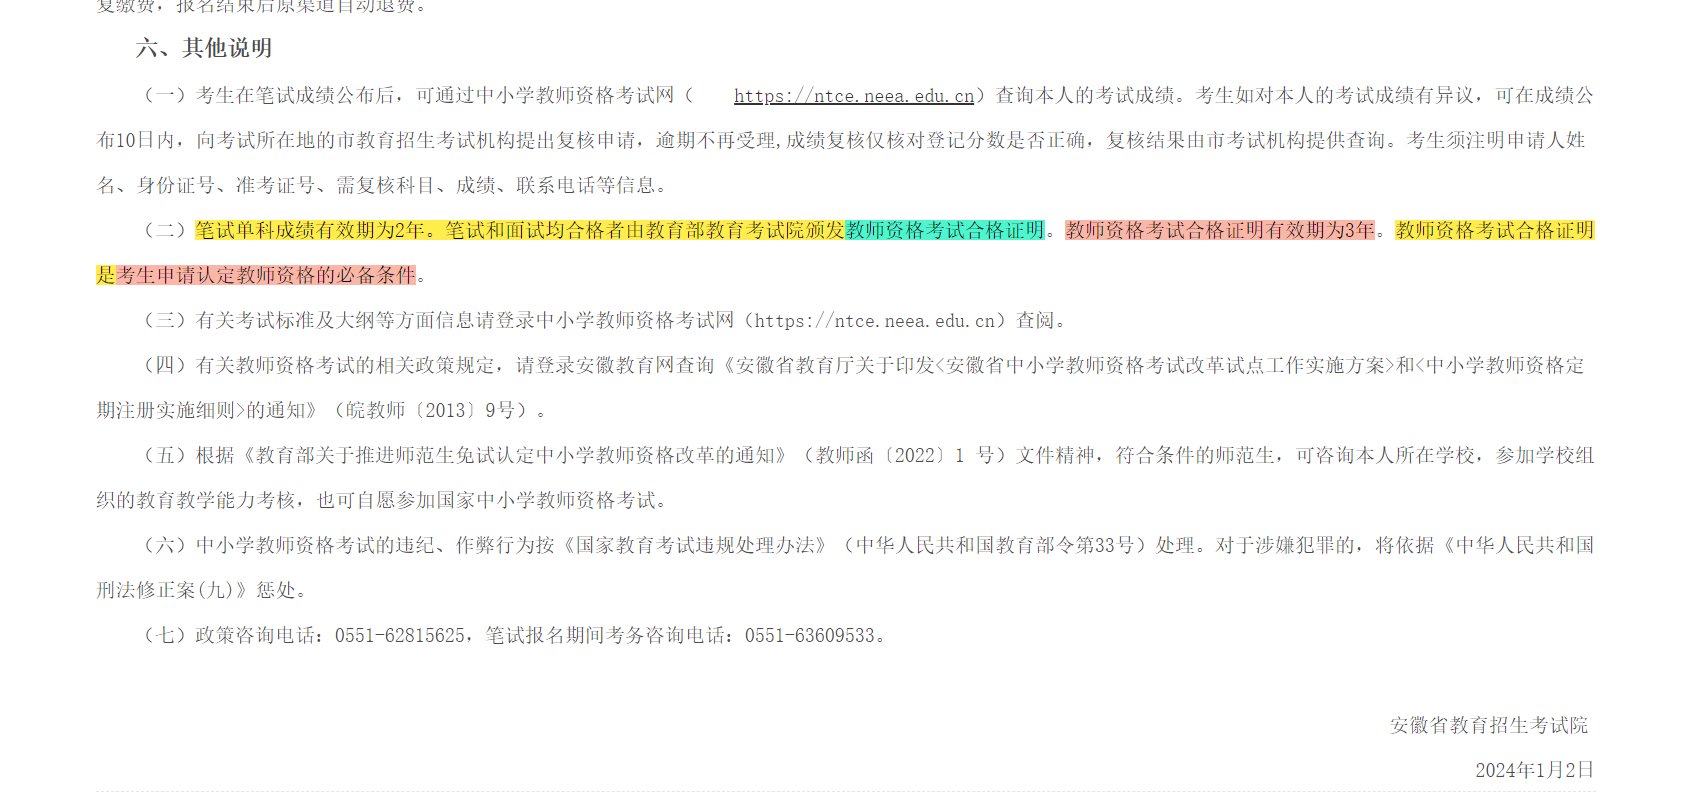 复缴费，报名结束后原渠道自动退费。
六、其他说明
（一）考生在笔试成绩公布后，可通过中小学教师资格考试网（ https://ntce.neea.edu.cn）查询本人的考试成绩。考生如对本人的考试成绩有异议，可在成绩公
布10日内，向考试所在地的市教育招生考试机构提出复核申请，逾期不再受理,成绩复核仅核对登记分数是否正确，复核结果由市考试机构提供查询。考生须注明申请人姓
名、身份证号、准考证号、需复核科目、成绩、联系电话等信息。
（二）笔试单科成绩有效期为2年。笔试和面试均合格者由教育部教育考试院颁发教师资格考试合格证明。教师资格考试合格证明有效期为3年。教师资格考试合格证明
是考生申请认定教师资格的必备条件。
（三）有关考试标准及大纲等方面信息请登录中小学教师资格考试网（https://ntce.neea.edu.cn）查阅。
（四）有关教师资格考试的相关政策规定，请登录安徽教育网查询《安徽省教育厅关于印发<安徽省中小学教师资格考试改革试点工作实施方案>和<中小学教师资格定
期注册实施细则>的通知》（皖教师〔2013〕9号）。
（五）根据《教育部关于推进师范生免试认定中小学教师资格改革的通知》（教师函〔2022〕1 号）文件精神，符合条件的师范生，可咨询本人所在学校，参加学校组
织的教育教学能力考核，也可自愿参加国家中小学教师资格考试。
（六）中小学教师资格考试的违纪、作弊行为按《国家教育考试违规处理办法》（中华人民共和国教育部令第33号）处理。对于涉嫌犯罪的，将依据《中华人民共和国
刑法修正案(九)》惩处。
（七）政策咨询电话：0551-62815625，笔试报名期间考务咨询电话：0551-63609533。
安徽省教育招生考试院
2024年1月2日